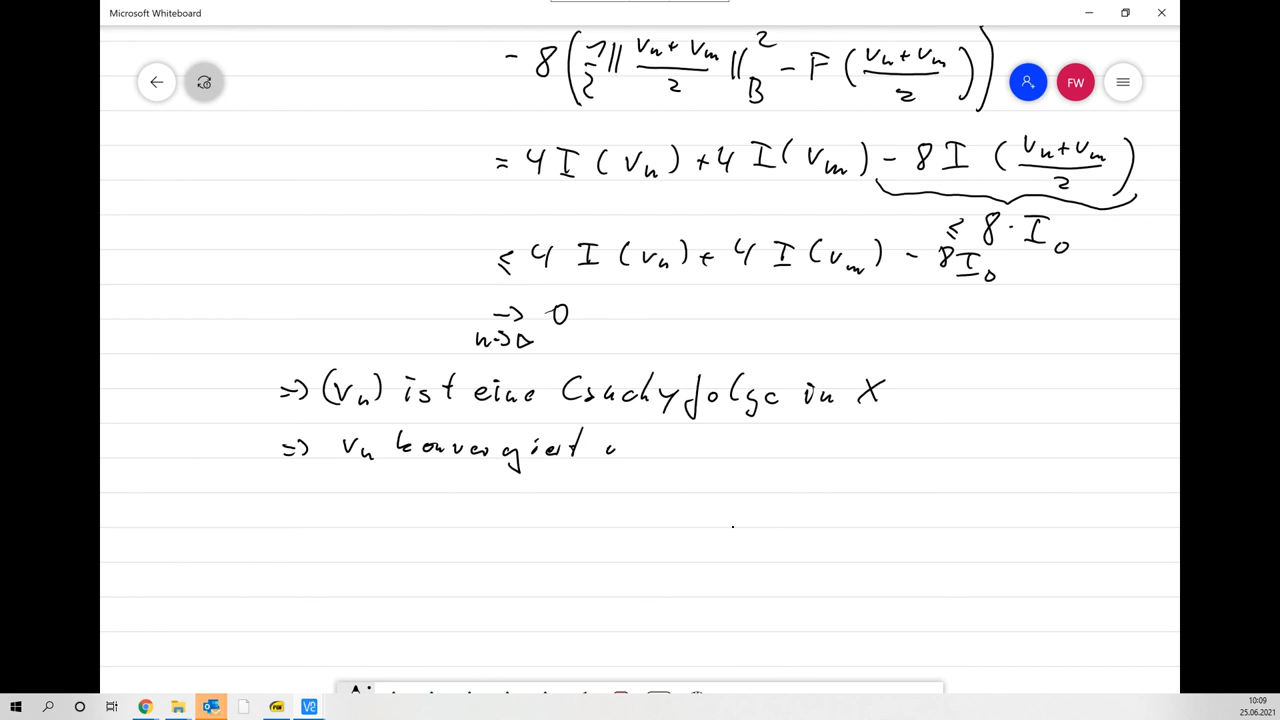 Microsoft Whiteboard
- 8 ( 1/2 || (v_n + v_m)/2 ||_B^2 - F ( (v_n + v_m)/2 ) )
FW
= 4 I (v_n) + 4 I (v_m) - 8 I ( (v_n + v_m)/2 )
≤ 8 · I_0
≤ 4 I (v_n) + 4 I (v_m) - 8 I_0
→ 0
n→∞
=> (v_n) ist eine Cauchyfolge in X
=> v_n konvergiert
10:09
25.06.2021